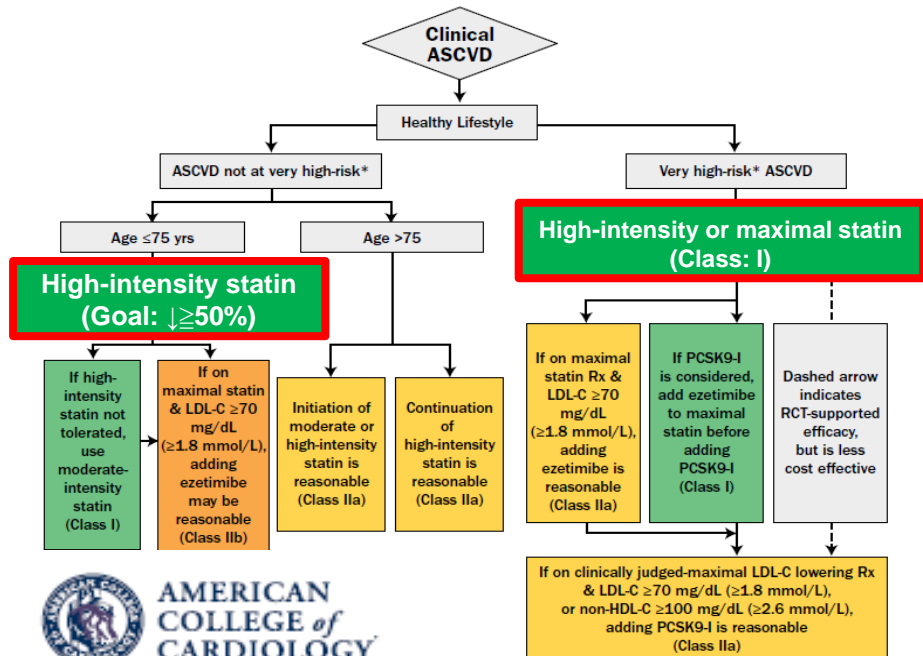 Clinical
ASCVD
Healthy Lifestyle
ASCVD not at very high-risk*
Very high-risk* ASCVD
Age ≤75 yrs
Age >75
High-intensity or maximal statin
(Class: I)
High-intensity statin
(Goal: ↓≧50%)
If high-
intensity
statin not
tolerated,
use
moderate-
intensity
statin
(Class I)
If on
maximal statin
& LDL-C ≥70
mg/dL
(≥1.8 mmol/L),
adding
ezetimibe
may be
reasonable
(Class IIb)
Initiation of
moderate or
high-intensity
statin is
reasonable
(Class IIa)
Continuation
of
high-intensity
statin is
reasonable
(Class IIa)
If on maximal
statin Rx &
LDL-C ≥70
mg/dL
(≥1.8 mmol/L),
adding
ezetimibe is
reasonable
(Class IIa)
If PCSK9-I
is considered,
add ezetimibe
to maximal
statin before
adding
PCSK9-I
(Class I)
Dashed arrow
indicates
RCT-supported
efficacy,
but is less
cost effective
If on clinically judged-maximal LDL-C lowering Rx
& LDL-C ≥70 mg/dL (≥1.8 mmol/L),
or non-HDL-C ≥100 mg/dL (≥2.6 mmol/L),
adding PCSK9-I is reasonable
(Class IIa)
AMERICAN
COLLEGE of
CARDIOLOGY